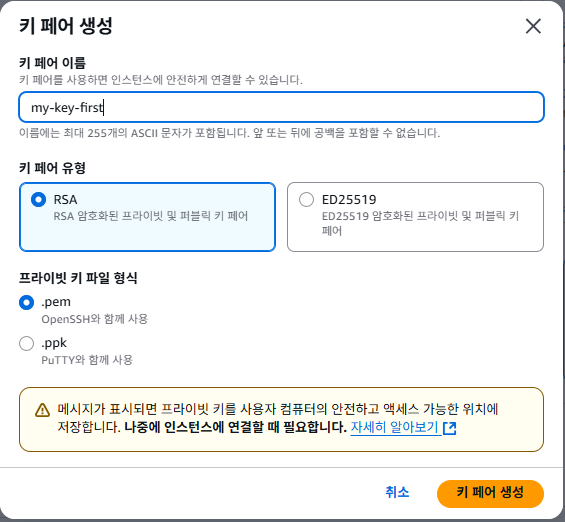 키 페어 생성
키 페어 이름
키 페어를 사용하면 인스턴스에 안전하게 연결할 수 있습니다.
my-key-first
이름에는 최대 255개의 ASCII 문자가 포함됩니다. 앞 또는 뒤에 공백을 포함할 수 없습니다.
키 페어 유형
RSA
RSA 암호화된 프라이빗 및 퍼블릭 키 페어
ED25519
ED25519 암호화된 프라이빗 및 퍼블릭 키
페어
프라이빗 키 파일 형식
.pem
OpenSSH와 함께 사용
.ppk
PuTTY와 함께 사용
메시지가 표시되면 프라이빗 키를 사용자 컴퓨터의 안전하고 액세스 가능한 위치에
저장합니다. 나중에 인스턴스에 연결할 때 필요합니다. 자세히 알아보기
취소
키 페어 생성